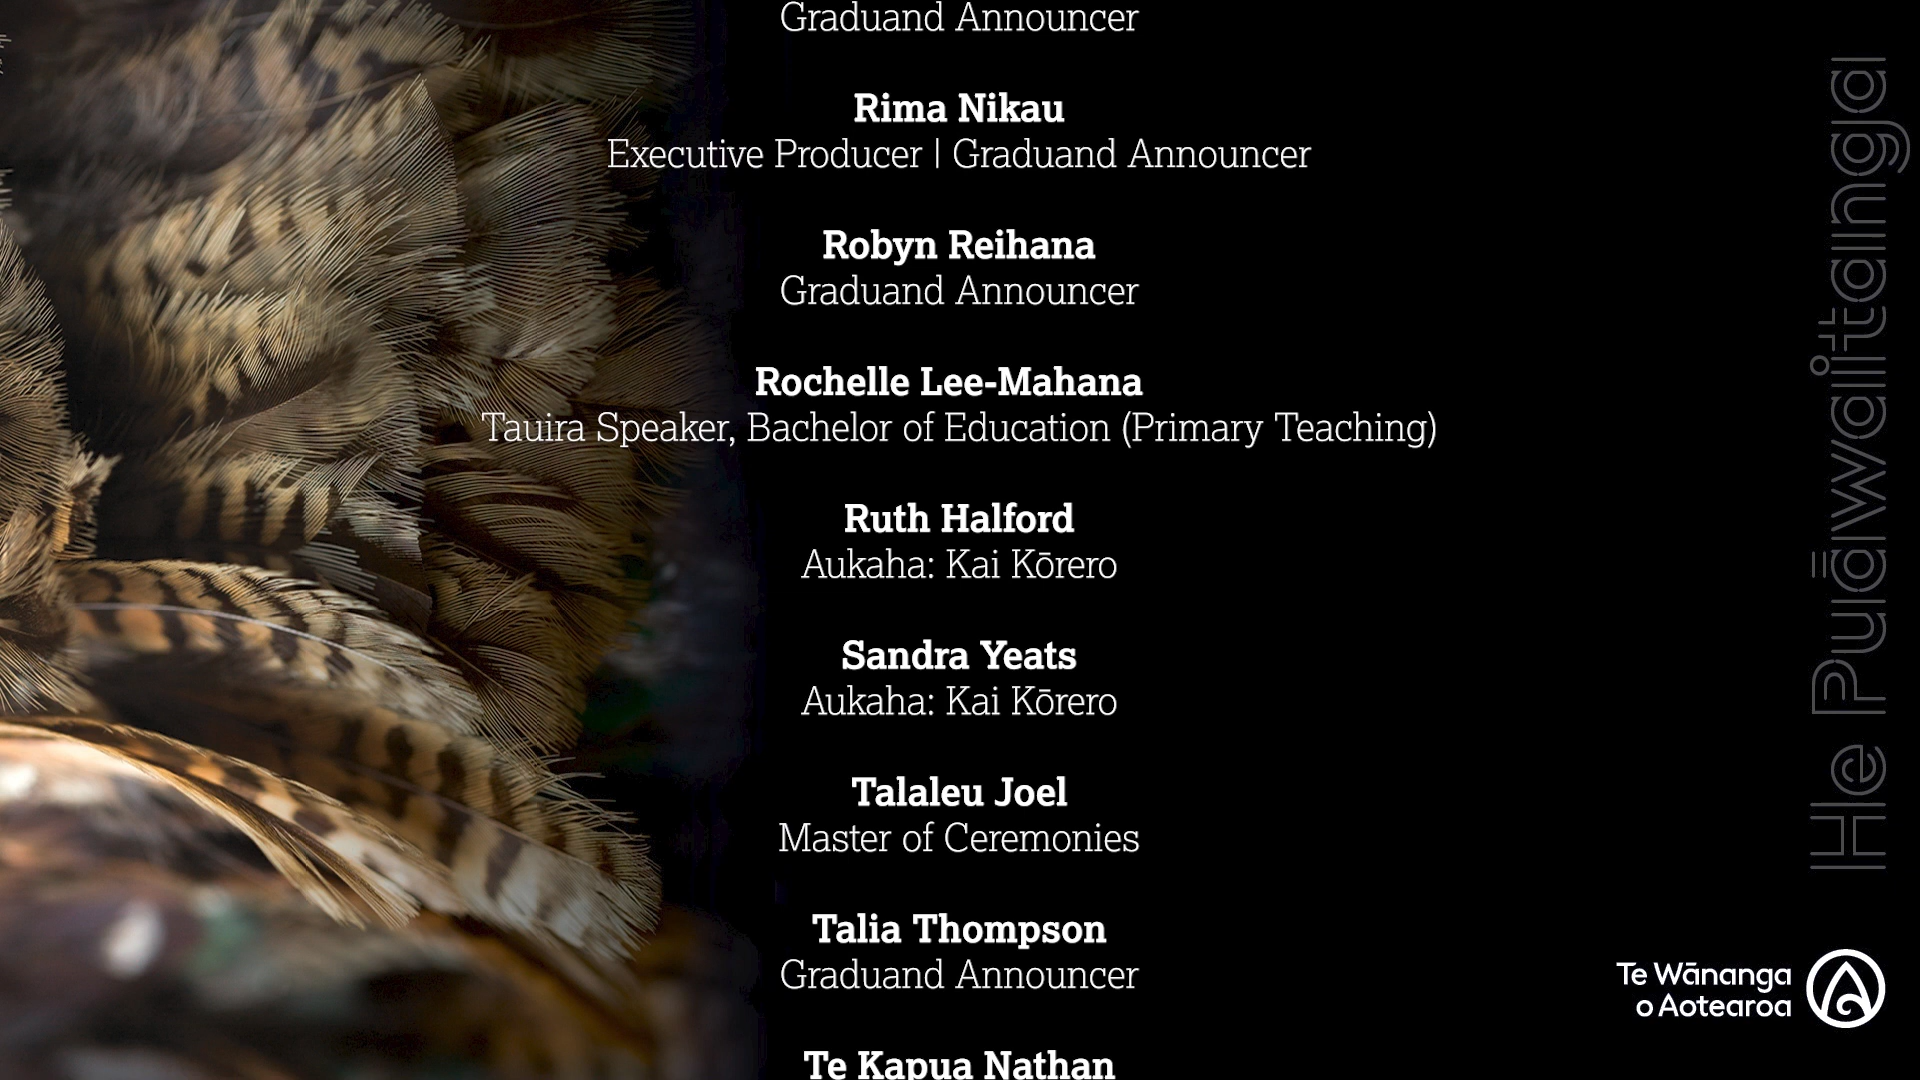 Graduand Announcer
Rima Nikau
Executive Producer | Graduand Announcer
Robyn Reihana
Graduand Announcer
Rochelle Lee-Mahana
Tauira Speaker, Bachelor of Education (Primary Teaching)
Ruth Halford
Aukaha: Kai Kōrero
Sandra Yeats
Aukaha: Kai Kōrero
Talaleu Joel
Master of Ceremonies
Talia Thompson
Graduand Announcer
Te Kapua Nathan
He Puāwaitanga
Te Wānanga
o Aotearoa